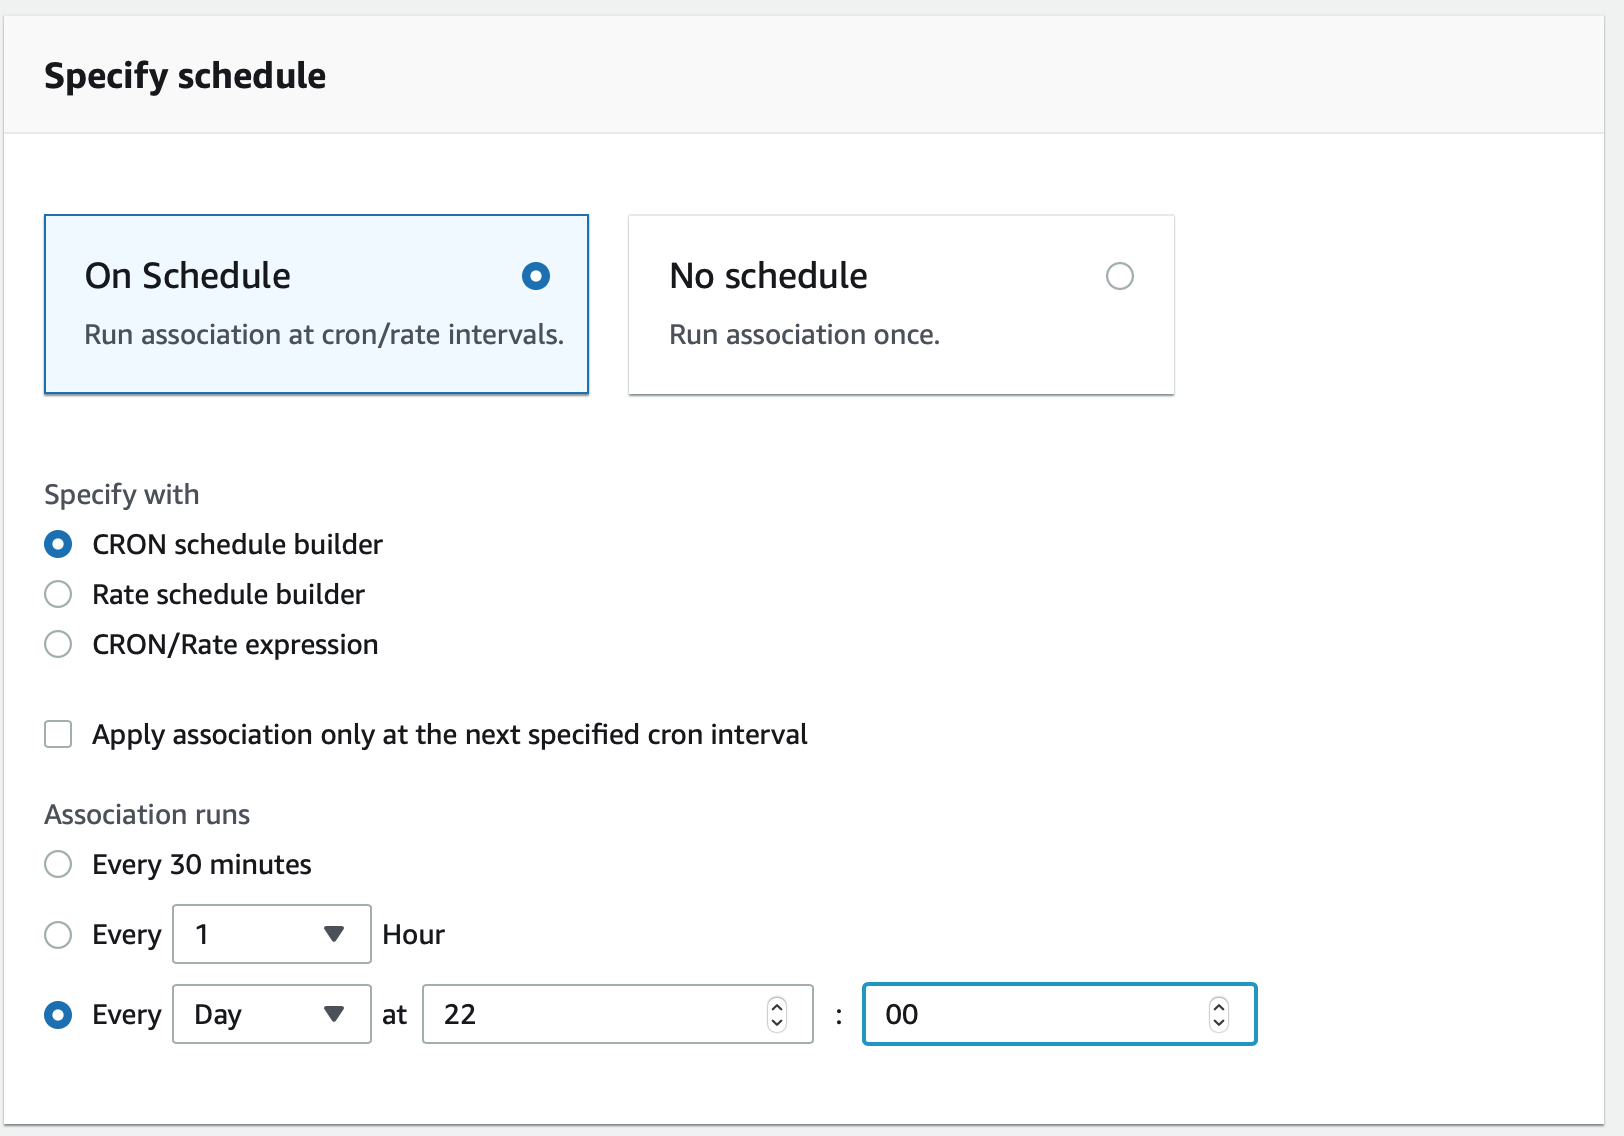 Specify schedule
On Schedule
Run association at cron/rate intervals.
No schedule
Run association once.
Specify with
CRON schedule builder
Rate schedule builder
CRON/Rate expression
Apply association only at the next specified cron interval
Association runs
Every 30 minutes
Every 1 Hour
Every Day at 22 : 00